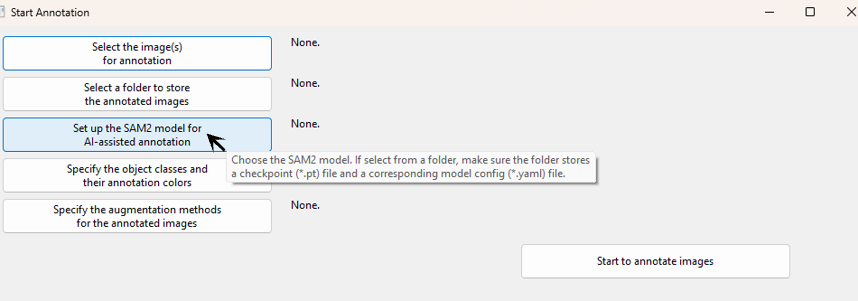 Start Annotation
Select the image(s)
for annotation
None.
Select a folder to store
the annotated images
None.
Set up the SAM2 model for
AI-assisted annotation
None.
Choose the SAM2 model. If select from a folder, make sure the folder stores
a checkpoint (*.pt) file and a corresponding model config (*.yaml) file.
Specify the object classes and
their annotation colors
Specify the augmentation methods
for the annotated images
None.
Start to annotate images